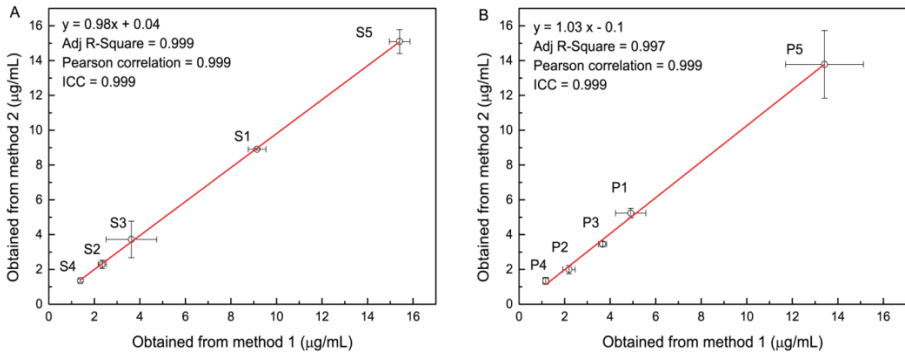 A
y = 0.98x + 0.04
Adj R-Square = 0.999
Pearson correlation = 0.999
ICC = 0.999
S5
S1
S3
S2
S4
16
14
12
10
8
6
4
2
0
0 2 4 6 8 10 12 14 16
Obtained from method 2 (μg/mL)
Obtained from method 1 (μg/mL)
B
y = 1.03 x - 0.1
Adj R-Square = 0.997
Pearson correlation = 0.999
ICC = 0.999
P5
P1
P3
P2
P4
16
14
12
10
8
6
4
2
0
0 2 4 6 8 10 12 14 16
Obtained from method 2 (μg/mL)
Obtained from method 1 (μg/mL)